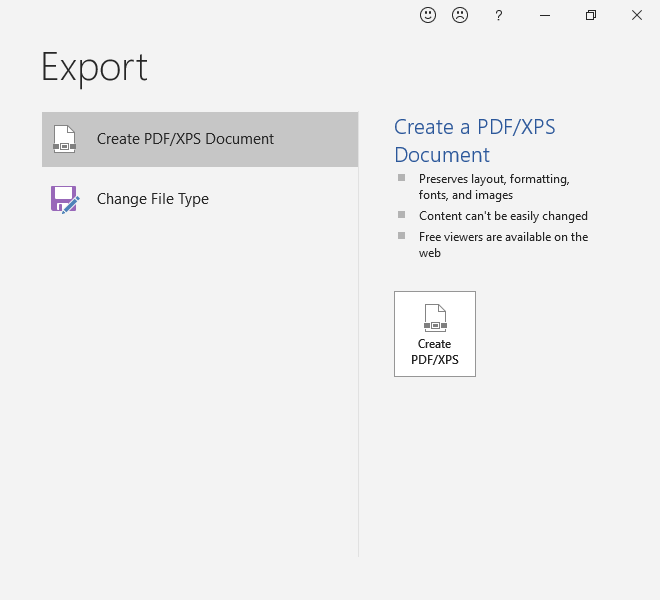 ?
Export
Create PDF/XPS Document
Change File Type
Create a PDF/XPS
Document
Preserves layout, formatting,
fonts, and images
Content can't be easily changed
Free viewers are available on the
web
Create
PDF/XPS